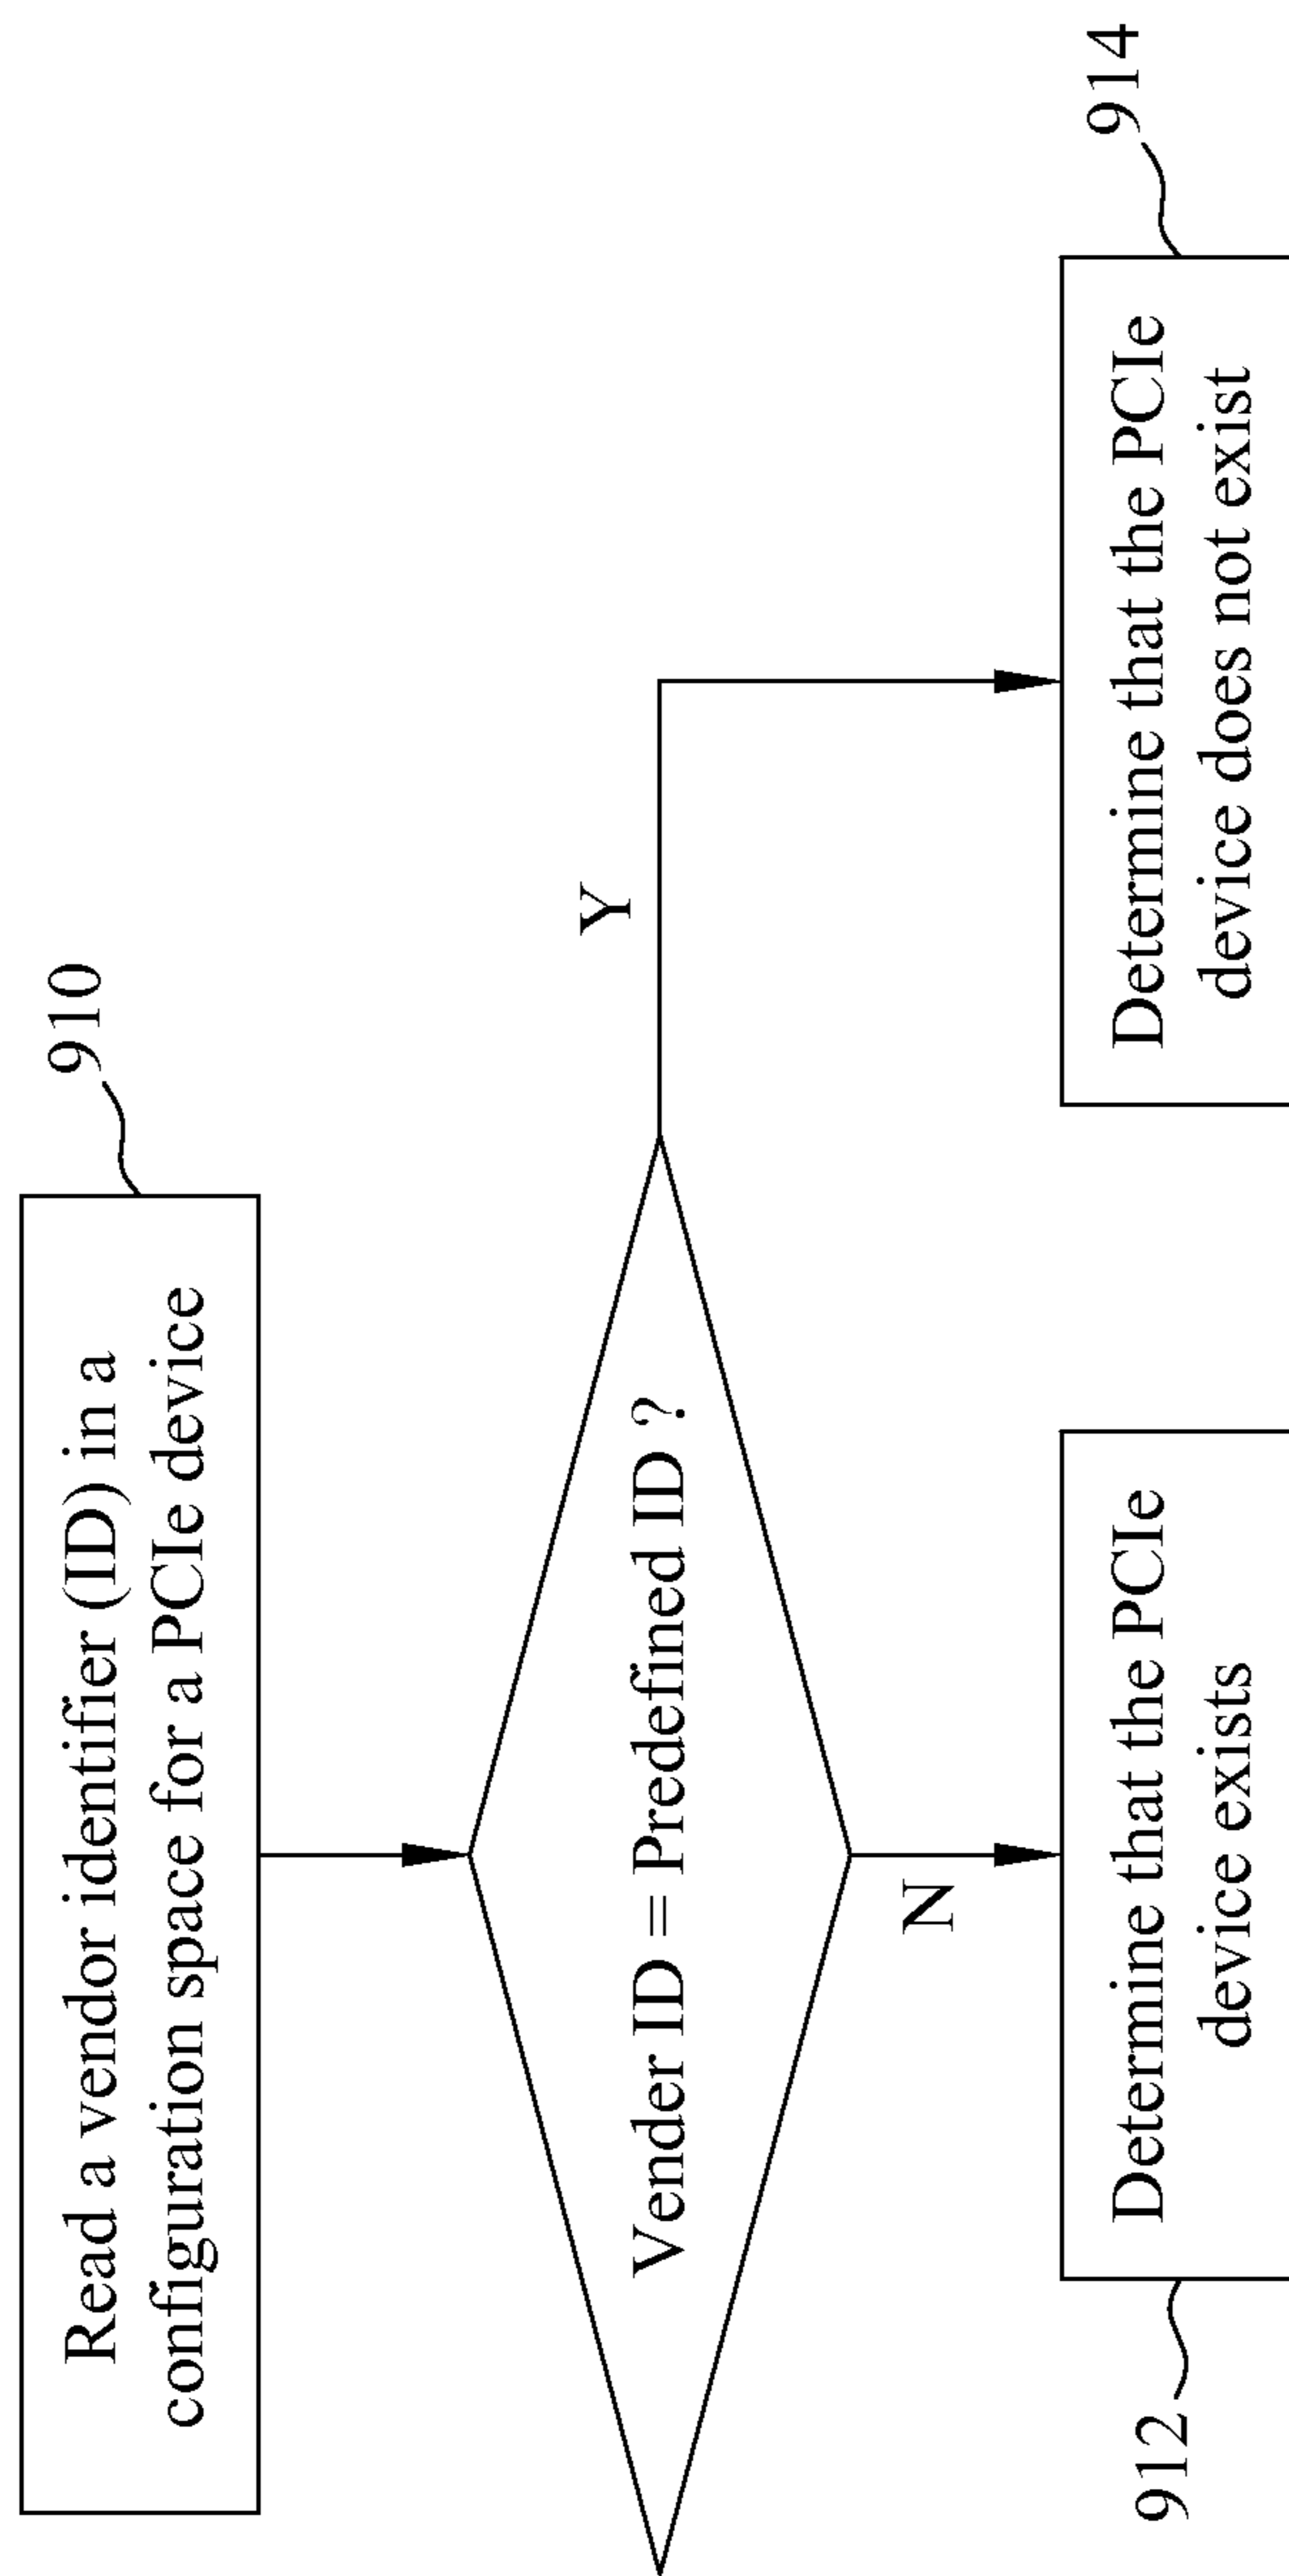 910
Read a vendor identifier (ID) in a
configuration space for a PCIe device
Vender ID = Predefined ID ?
Y
N
912
Determine that the PCIe
device exists
914
Determine that the PCIe
device does not exist